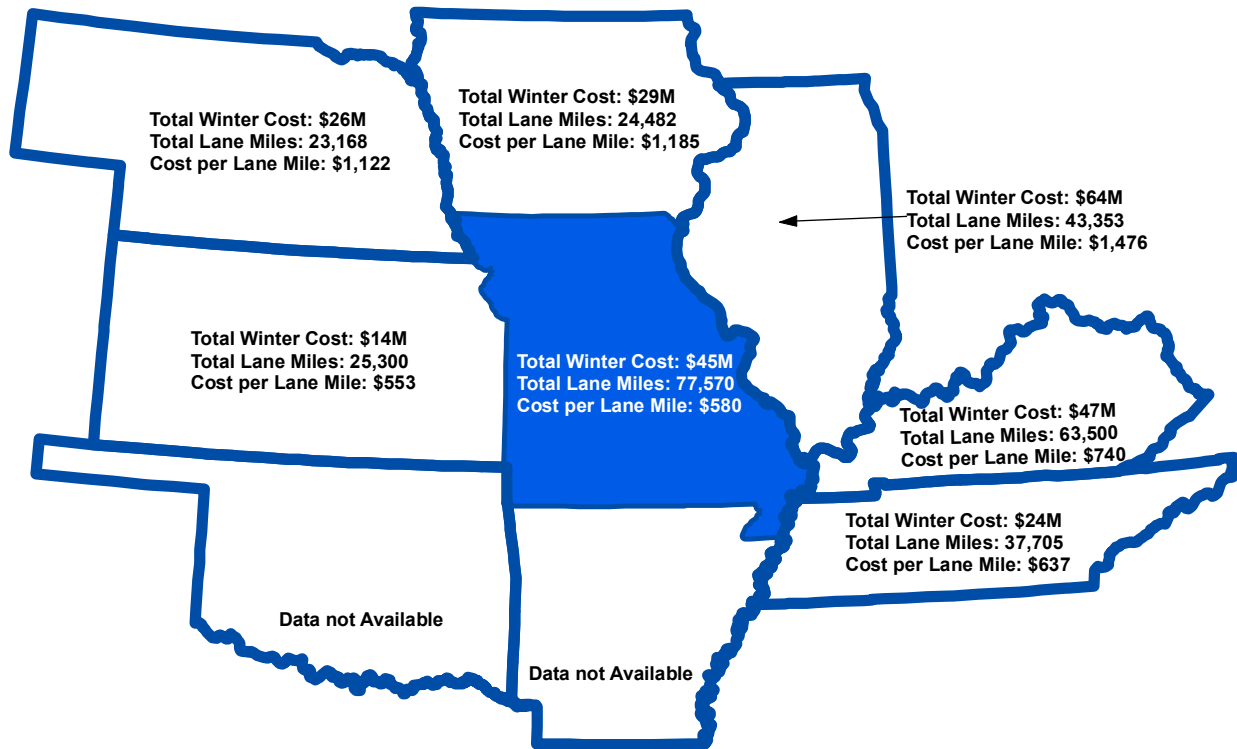 Total Winter Cost: $26M
Total Lane Miles: 23,168
Cost per Lane Mile: $1,122
Total Winter Cost: $29M
Total Lane Miles: 24,482
Cost per Lane Mile: $1,185
Total Winter Cost: $64M
Total Lane Miles: 43,353
Cost per Lane Mile: $1,476
Total Winter Cost: $14M
Total Lane Miles: 25,300
Cost per Lane Mile: $553
Total Winter Cost: $45M
Total Lane Miles: 77,570
Cost per Lane Mile: $580
Total Winter Cost: $47M
Total Lane Miles: 63,500
Cost per Lane Mile: $740
Total Winter Cost: $24M
Total Lane Miles: 37,705
Cost per Lane Mile: $637
Data not Available
Data not Available